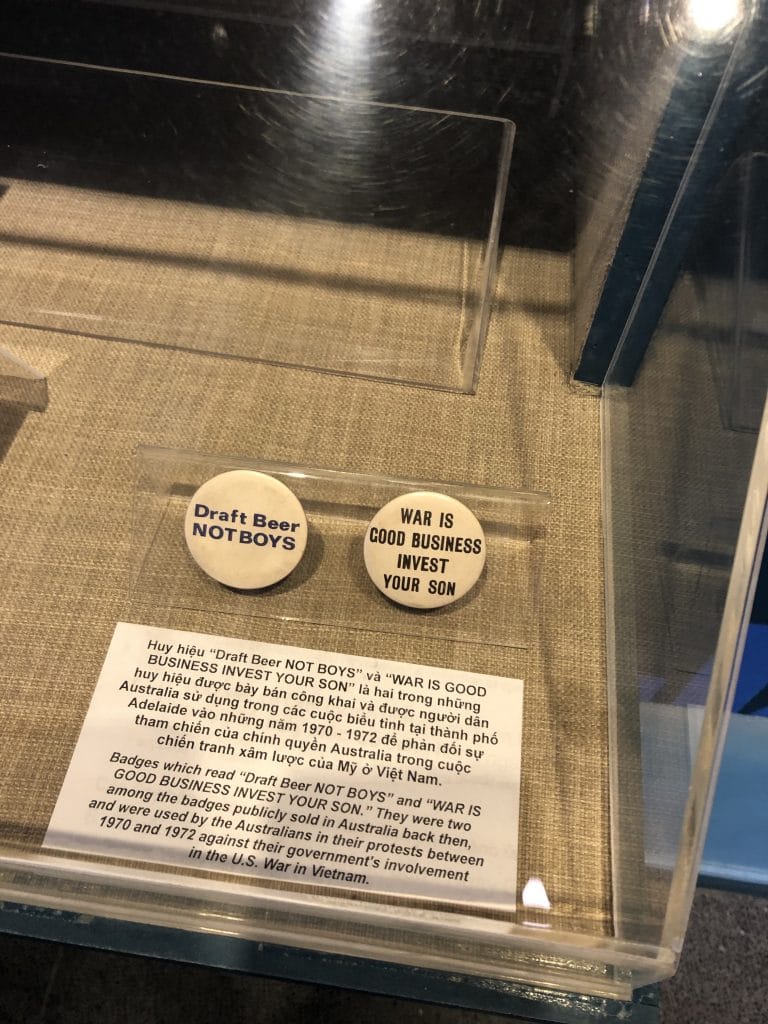 Draft Beer
NOT BOYS
WAR IS
GOOD BUSINESS
INVEST
YOUR SON
Huy hiệu “Draft Beer NOT BOYS” và “WAR IS GOOD
BUSINESS INVEST YOUR SON” là hai trong những
huy hiệu được bày bán công khai và được người dân
Australia sử dụng trong các cuộc biểu tình tại thành phố
Adelaide vào những năm 1970 - 1972 để phản đối sự
tham chiến của chính quyền Australia trong cuộc
chiến tranh xâm lược của Mỹ ở Việt Nam.
Badges which read “Draft Beer NOT BOYS” and “WAR IS
GOOD BUSINESS INVEST YOUR SON.” They were two
among the badges publicly sold in Australia back then,
and were used by the Australians in their protests between
1970 and 1972 against their government’s involvement
in the U.S. War in Vietnam.